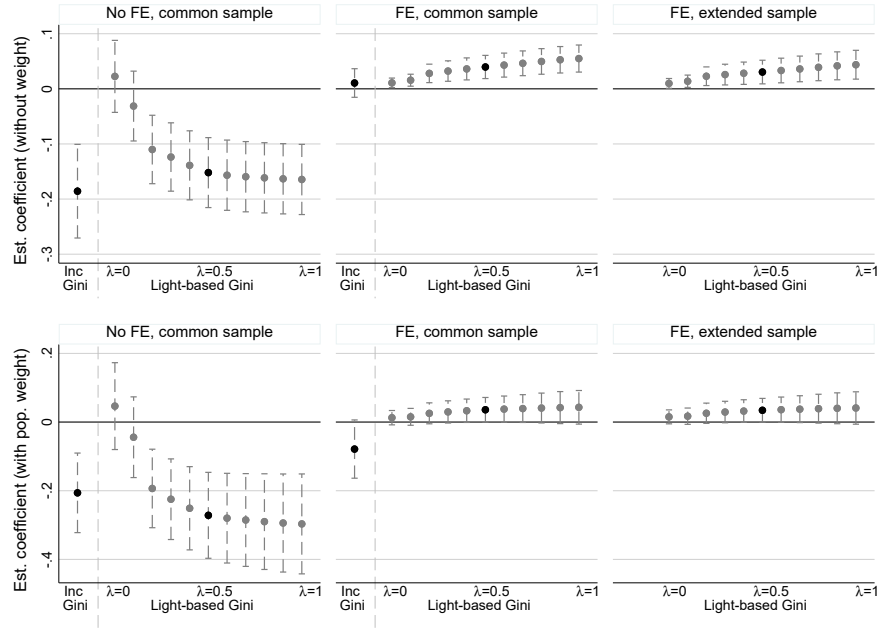 No FE, common sample
FE, common sample
FE, extended sample
Est. coefficient (without weight)
.1
0
-.1
-.2
-.3
Inc
Gini
λ=0
λ=0.5
λ=1
Light-based Gini
Inc
Gini
λ=0
λ=0.5
λ=1
Light-based Gini
λ=0
λ=0.5
λ=1
Light-based Gini
No FE, common sample
FE, common sample
FE, extended sample
Est. coefficient (with pop. weight)
.2
0
-.2
-.4
Inc
Gini
λ=0
λ=0.5
λ=1
Light-based Gini
Inc
Gini
λ=0
λ=0.5
λ=1
Light-based Gini
λ=0
λ=0.5
λ=1
Light-based Gini